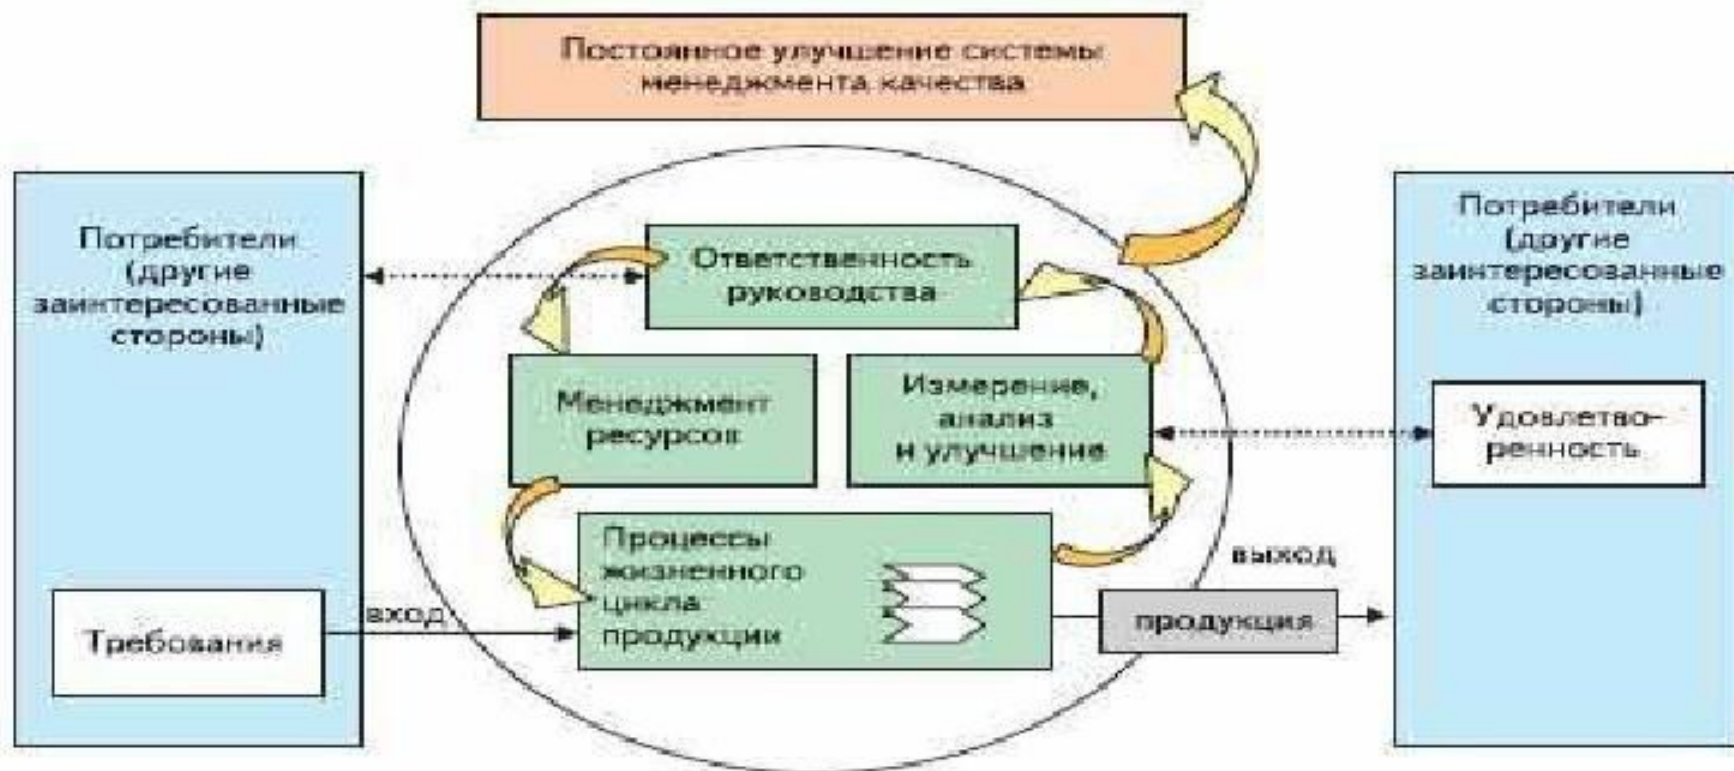 Постоянное улучшение системы
менеджмента качества
Потребители
(другие
заинтересованные
стороны)
Требования
вход
Ответственность
руководства
Менеджмент
ресурсов
Измерение,
анализ
и улучшение
Процессы
жизненного
цикла
продукции
выход
продукция
Потребители
(другие
заинтересованные
стороны)
Удовлетво-
ренность